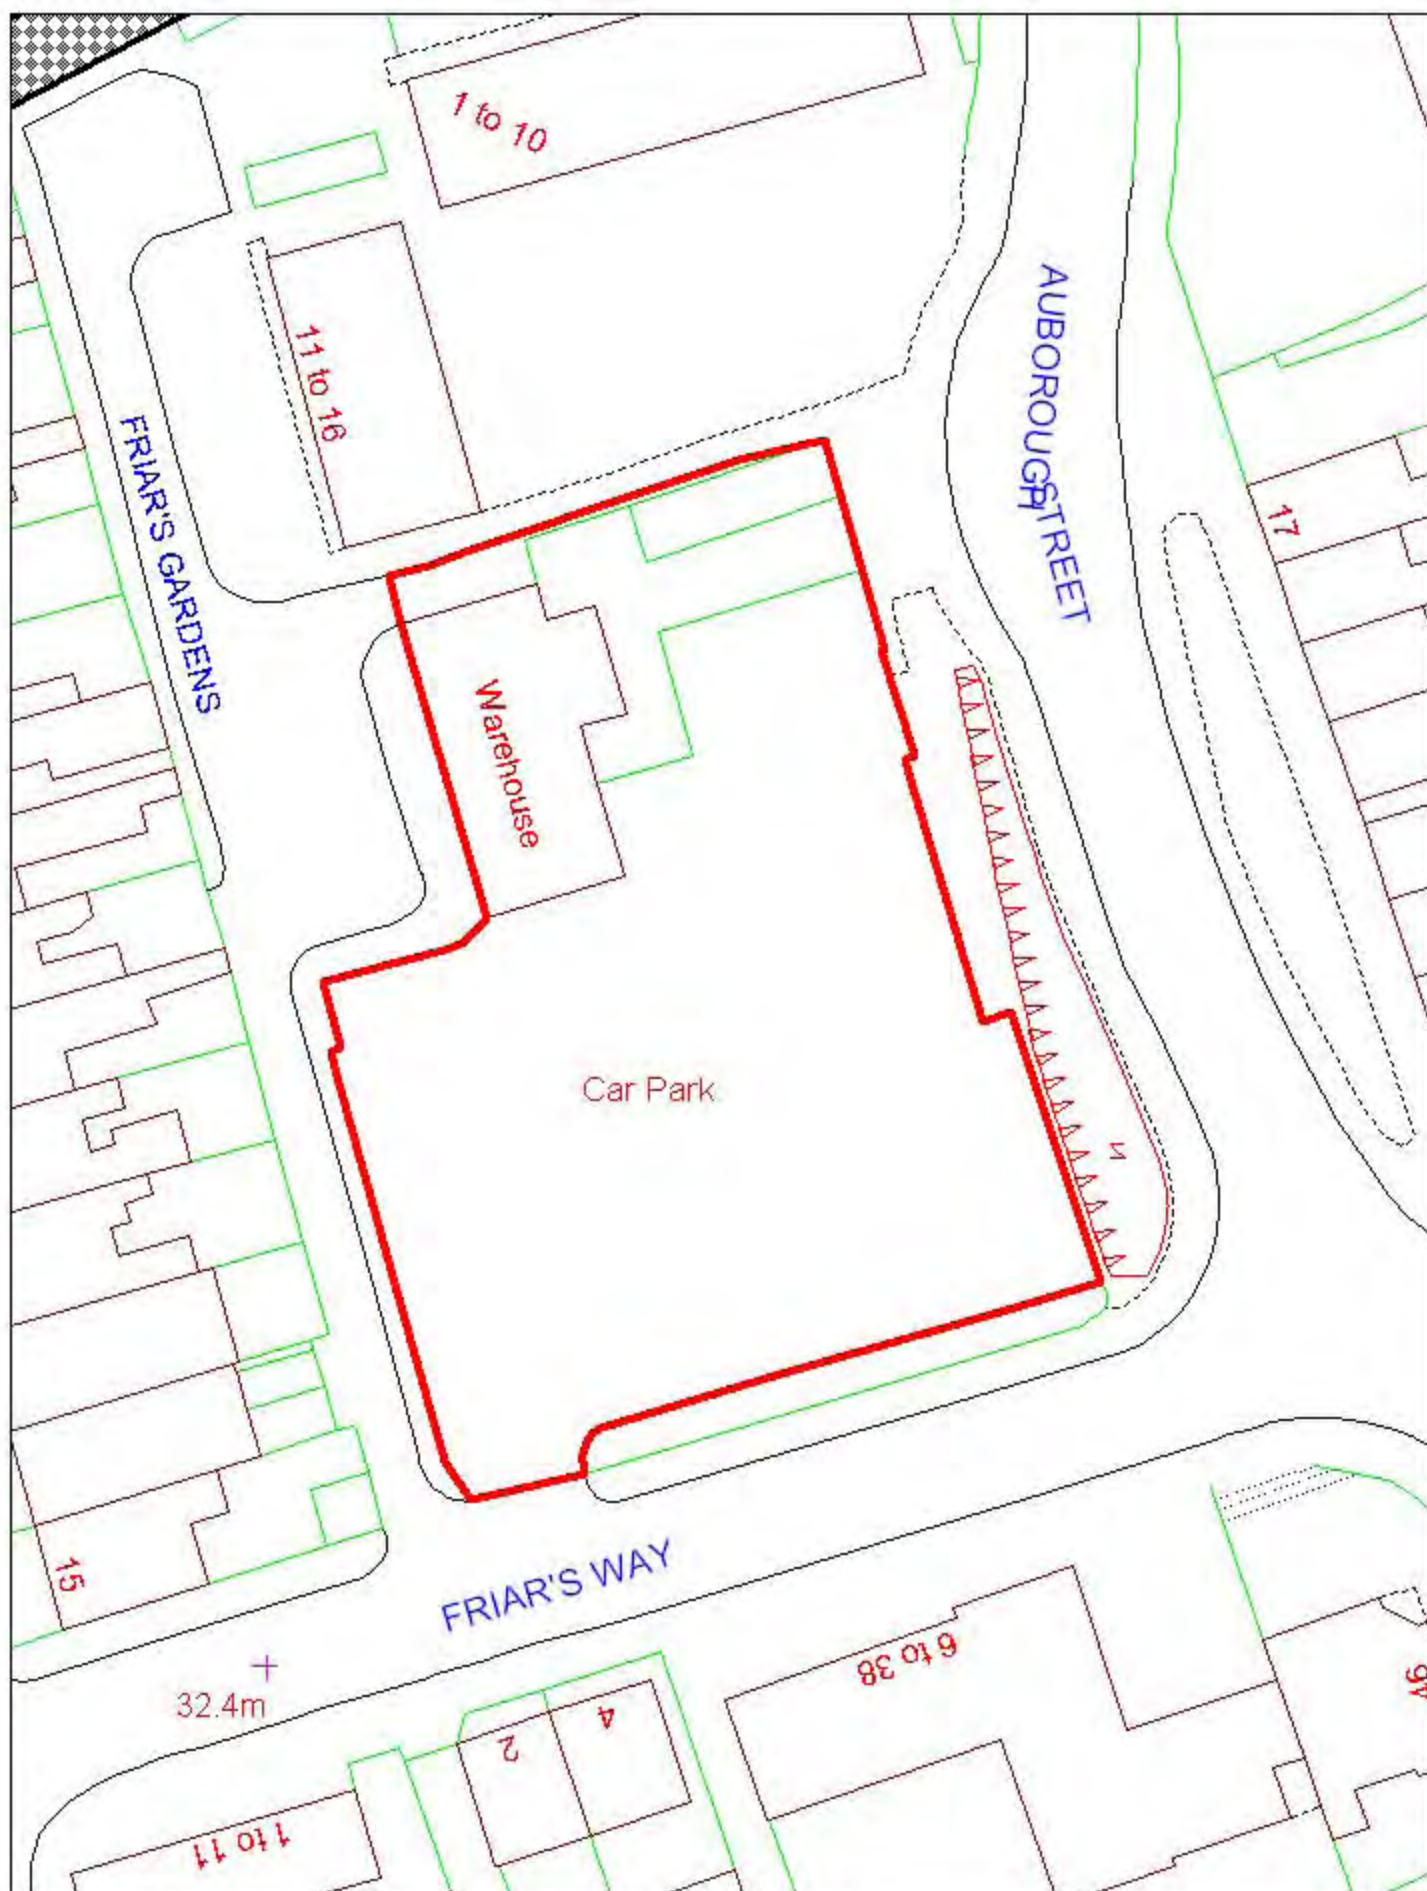 1 to 10
AUBOROUGH
STREET
11 to 16
FRIAR'S GARDENS
17
Warehouse
Car Park
15
FRIAR'S WAY
32.4m
6 to 38
2
4
1 to 11